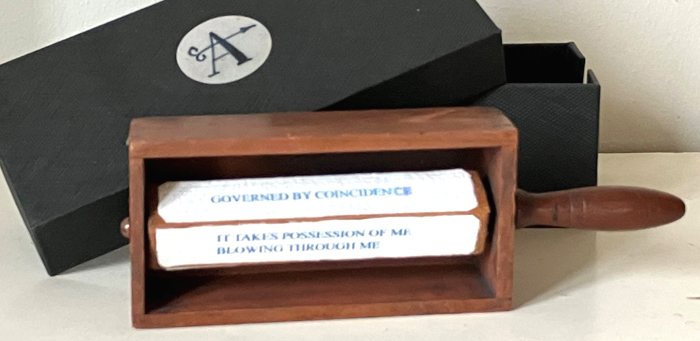 A
GOVERNED BY COINCIDENCE
IT TAKES POSSESSION OF ME
BLOWING THROUGH ME